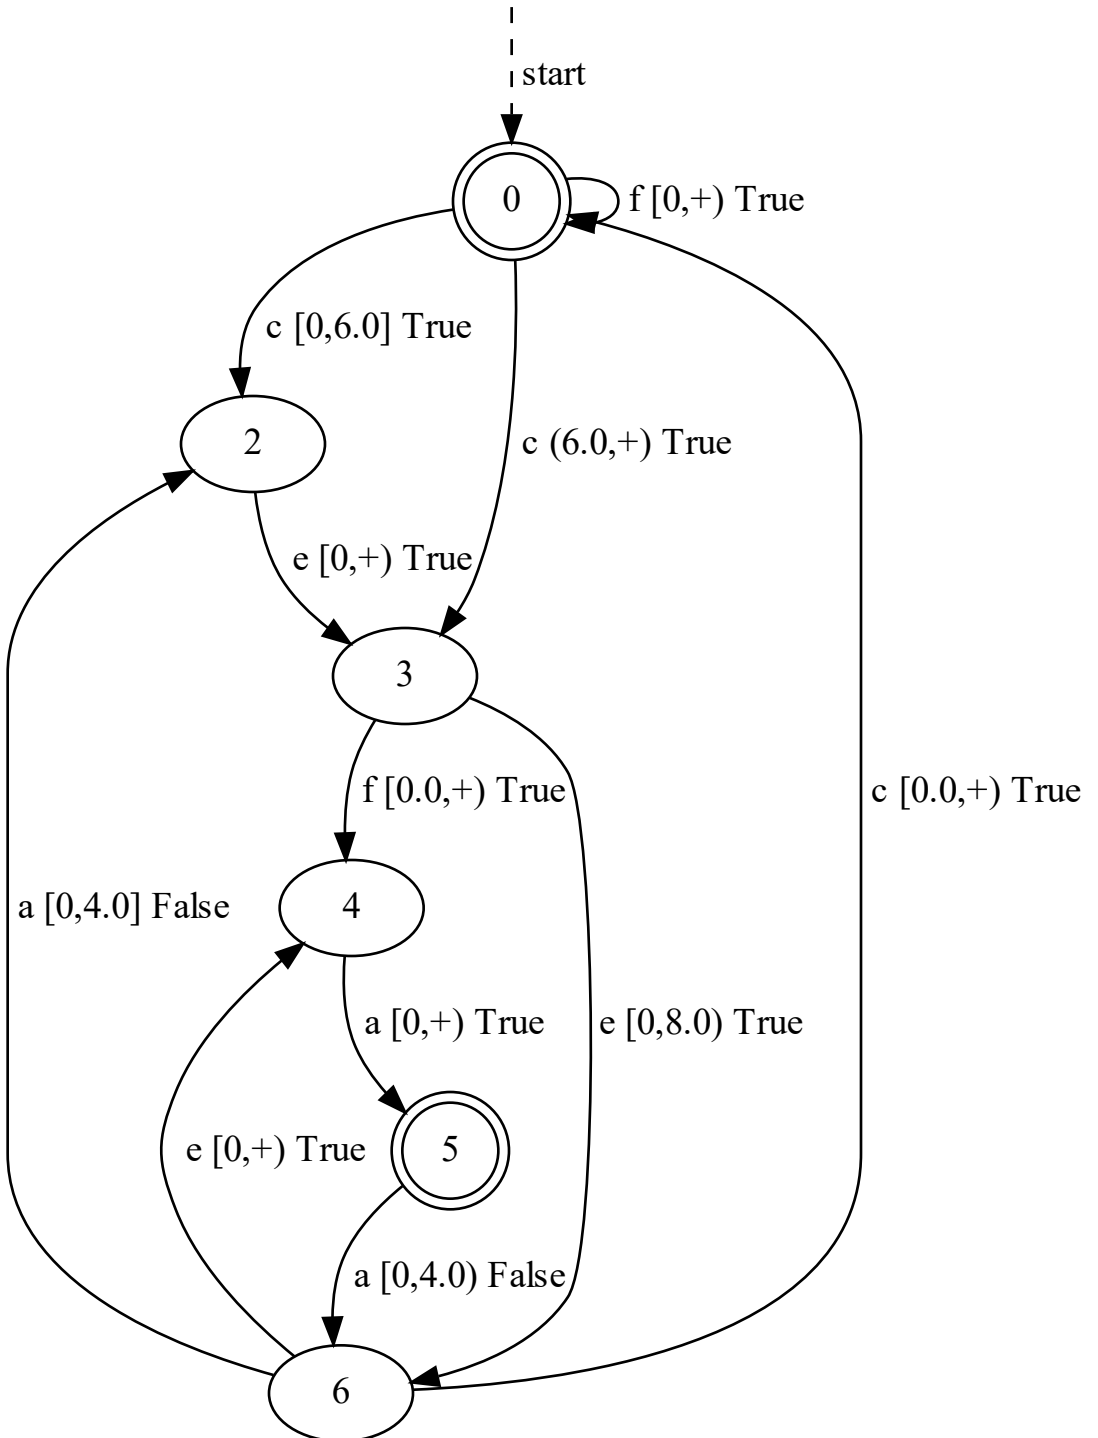 start
0
f [0,+) True
c [0,6.0] True
2
c (6.0,+) True
e [0,+) True
3
f [0.0,+) True
c [0.0,+) True
a [0,4.0] False
4
a [0,+) True
e [0,8.0) True
e [0,+) True
5
a [0,4.0) False
6